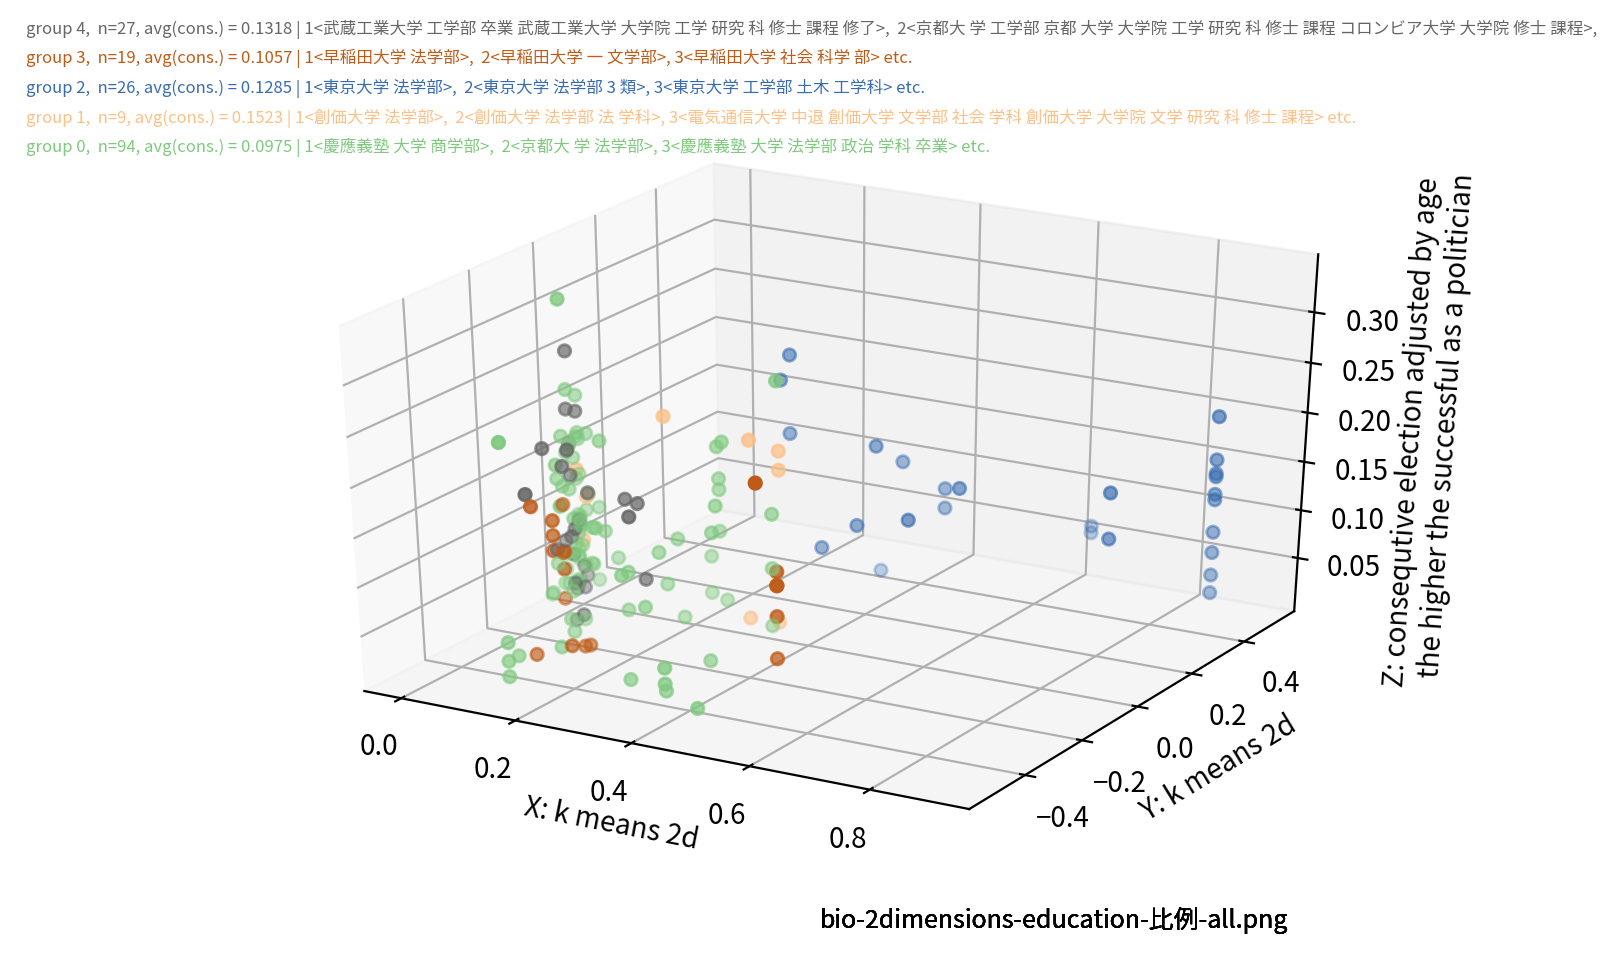 group 4,  n=27, avg(cons.) = 0.1318 | 1<武蔵工業大学 工学部 卒業 武蔵工業大学 大学院 工学 研究 科 修士 課程 修了>,  2<京都大 学 工学部 京都 大学 大学院 工学 研究 科 修士 課程 コロンビア大学 大学院 修士 課程>,
group 3,  n=19, avg(cons.) = 0.1057 | 1<早稲田大学 法学部>,  2<早稲田大学 一 文学部>, 3<早稲田大学 社会 科学 部> etc.
group 2,  n=26, avg(cons.) = 0.1285 | 1<東京大学 法学部>,  2<東京大学 法学部 3 類>, 3<東京大学 工学部 土木 工学科> etc.
group 1,  n=9, avg(cons.) = 0.1523 | 1<創価大学 法学部>,  2<創価大学 法学部 法 学科>, 3<電気通信大学 中退 創価大学 文学部 社会 学科 創価大学 大学院 文学 研究 科 修士 課程> etc.
group 0,  n=94, avg(cons.) = 0.0975 | 1<慶應義塾 大学 商学部>,  2<京都大 学 法学部>, 3<慶應義塾 大学 法学部 政治 学科 卒業> etc.
0.30
0.25
0.20
0.15
0.10
0.05
Z: consequtive election adjusted by age
the higher the successful as a politician
0.4
0.2
0.0
−0.2
−0.4
Y: k means 2d
0.0
0.2
0.4
0.6
0.8
X: k means 2d
bio-2dimensions-education-比例-all.png